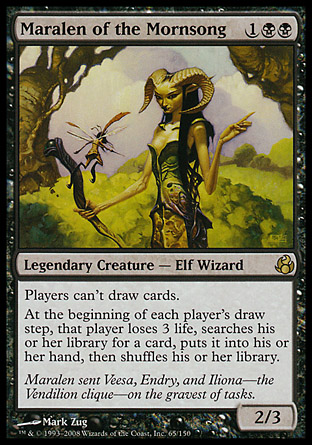 Maralen of the Mornsong 1
Legendary Creature — Elf Wizard
Players can't draw cards.
At the beginning of each player's draw
step, that player loses 3 life, searches his
or her library for a card, puts it into his
or her hand, then shuffles his or her library.
Maralen sent Veesa, Endry, and Iliona—the
Vendilion clique—on the gravest of tasks.
Mark Zug
2/3
™ & © 1993–2008 Wizards of the Coast, Inc. 65/150